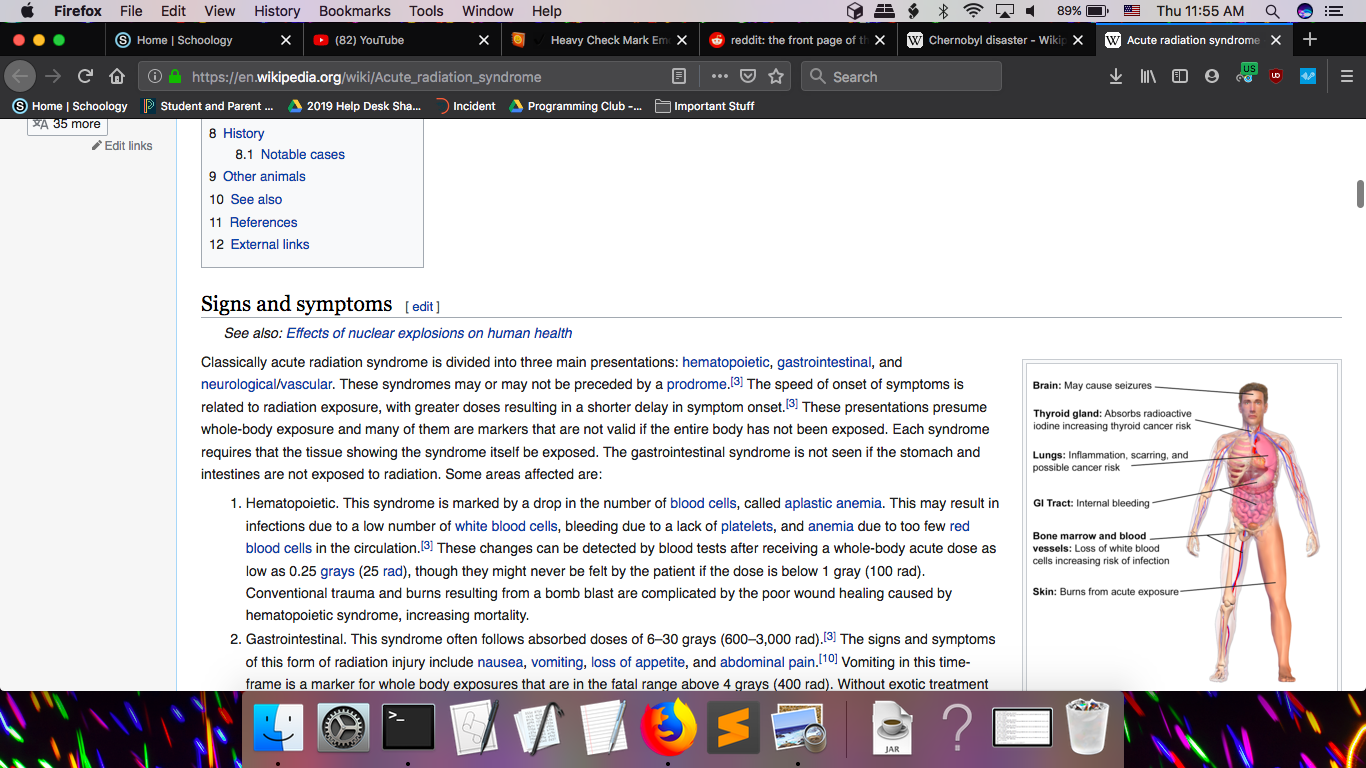 Firefox File Edit View History Bookmarks Tools Window Help 89% Thu 11:55 AM
Home | Schoology (82) YouTube Heavy Check Mark Em reddit: the front page of th Chernobyl disaster - Wikip Acute radiation syndrome
https://en.wikipedia.org/wiki/Acute_radiation_syndrome Search US
Home | Schoology Student and Parent ... 2019 Help Desk Sha... Incident Programming Club -... Important Stuff
35 more
Edit links
8 History
8.1 Notable cases
9 Other animals
10 See also
11 References
12 External links
Signs and symptoms [ edit ]
See also: Effects of nuclear explosions on human health
Classically acute radiation syndrome is divided into three main presentations: hematopoietic, gastrointestinal, and
neurological/vascular. These syndromes may or may not be preceded by a prodrome.[3] The speed of onset of symptoms is
related to radiation exposure, with greater doses resulting in a shorter delay in symptom onset.[3] These presentations presume
whole-body exposure and many of them are markers that are not valid if the entire body has not been exposed. Each syndrome
requires that the tissue showing the syndrome itself be exposed. The gastrointestinal syndrome is not seen if the stomach and
intestines are not exposed to radiation. Some areas affected are:
1. Hematopoietic. This syndrome is marked by a drop in the number of blood cells, called aplastic anemia. This may result in
infections due to a low number of white blood cells, bleeding due to a lack of platelets, and anemia due to too few red
blood cells in the circulation.[3] These changes can be detected by blood tests after receiving a whole-body acute dose as
low as 0.25 grays (25 rad), though they might never be felt by the patient if the dose is below 1 gray (100 rad).
Conventional trauma and burns resulting from a bomb blast are complicated by the poor wound healing caused by
hematopoietic syndrome, increasing mortality.
2. Gastrointestinal. This syndrome often follows absorbed doses of 6–30 grays (600–3,000 rad).[3] The signs and symptoms
of this form of radiation injury include nausea, vomiting, loss of appetite, and abdominal pain.[10] Vomiting in this time-
frame is a marker for whole body exposures that are in the fatal range above 4 grays (400 rad). Without exotic treatment
Brain: May cause seizures
Thyroid gland: Absorbs radioactive
iodine increasing thyroid cancer risk
Lungs: Inflammation, scarring, and
possible cancer risk
GI Tract: Internal bleeding
Bone marrow and blood
vessels: Loss of white blood
cells increasing risk of infection
Skin: Burns from acute exposure
JAR